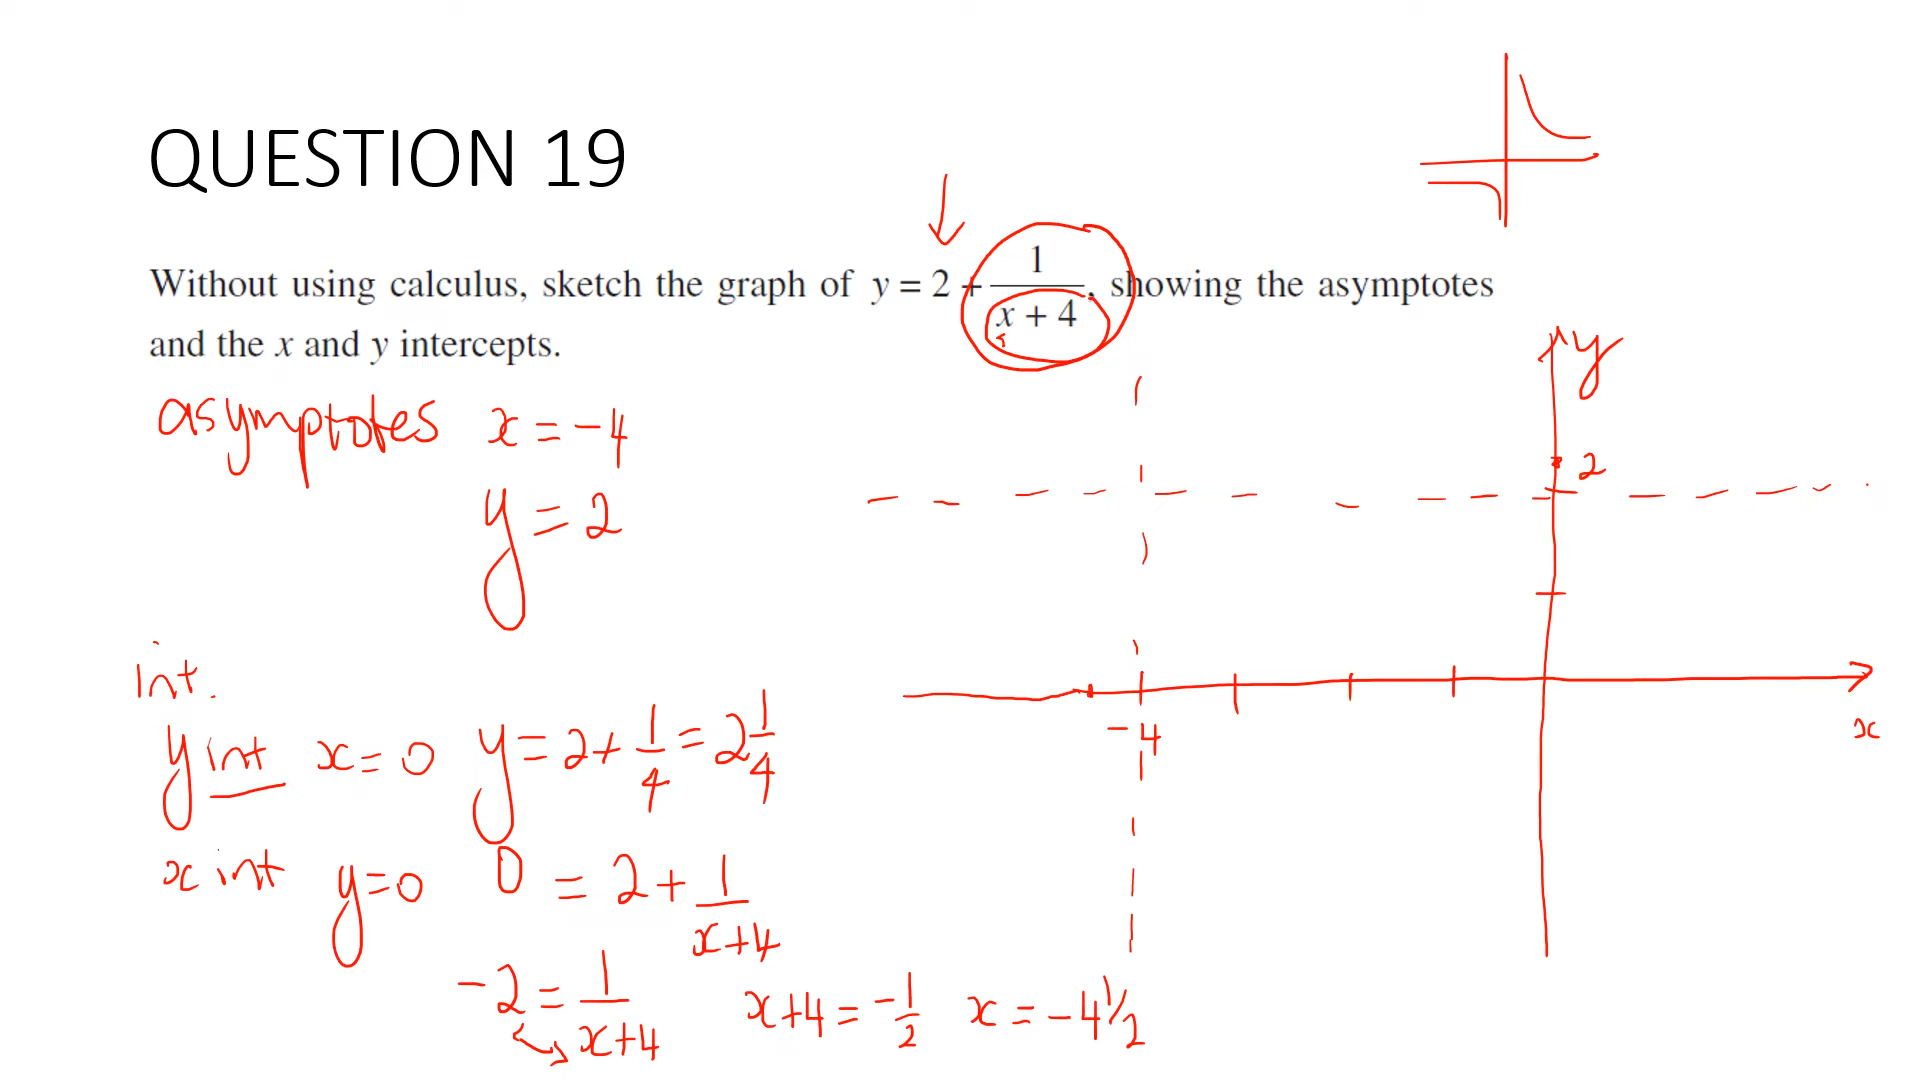 QUESTION 19
Without using calculus, sketch the graph of y = 2 + 1/(x + 4), showing the asymptotes
and the x and y intercepts.
asymptotes x = -4
y = 2
int.
y int x = 0 y = 2 + 1/4 = 2 1/4
x int y = 0 0 = 2 + 1/(x+4)
-2 = 1/(x+4) x+4 = -1/2 x = -4 1/2
y
2
-4
x